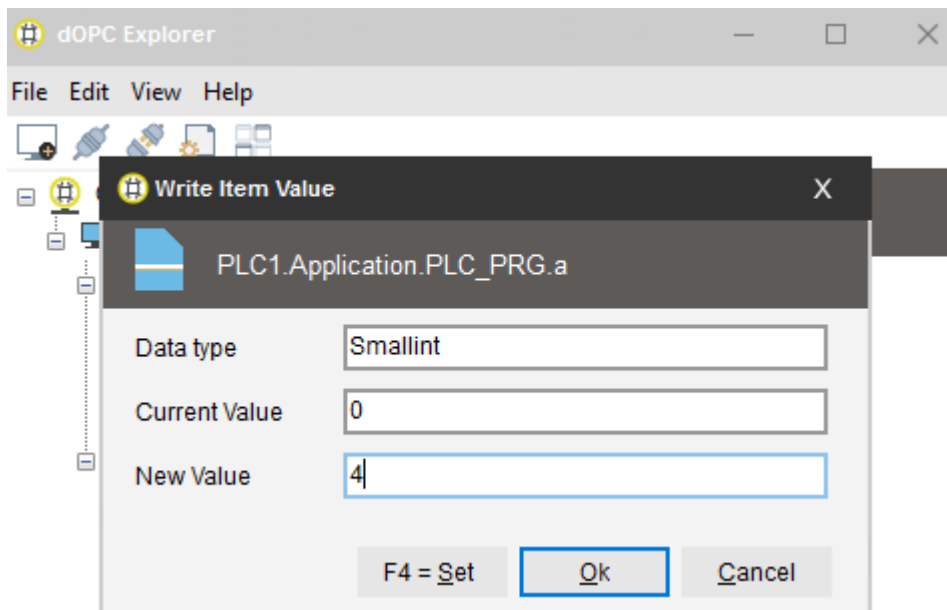 dOPC Explorer
File Edit View Help
Write Item Value X
PLC1.Application.PLC_PRG.a
Data type Smallint
Current Value 0
New Value 4
F4 = Set Ok Cancel